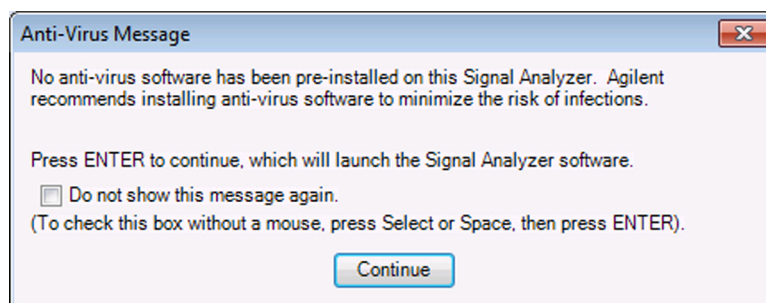 Anti-Virus Message
No anti-virus software has been pre-installed on this Signal Analyzer.  Agilent
recommends installing anti-virus software to minimize the risk of infections.
Press ENTER to continue, which will launch the Signal Analyzer software.
Do not show this message again.
(To check this box without a mouse, press Select or Space, then press ENTER).
Continue